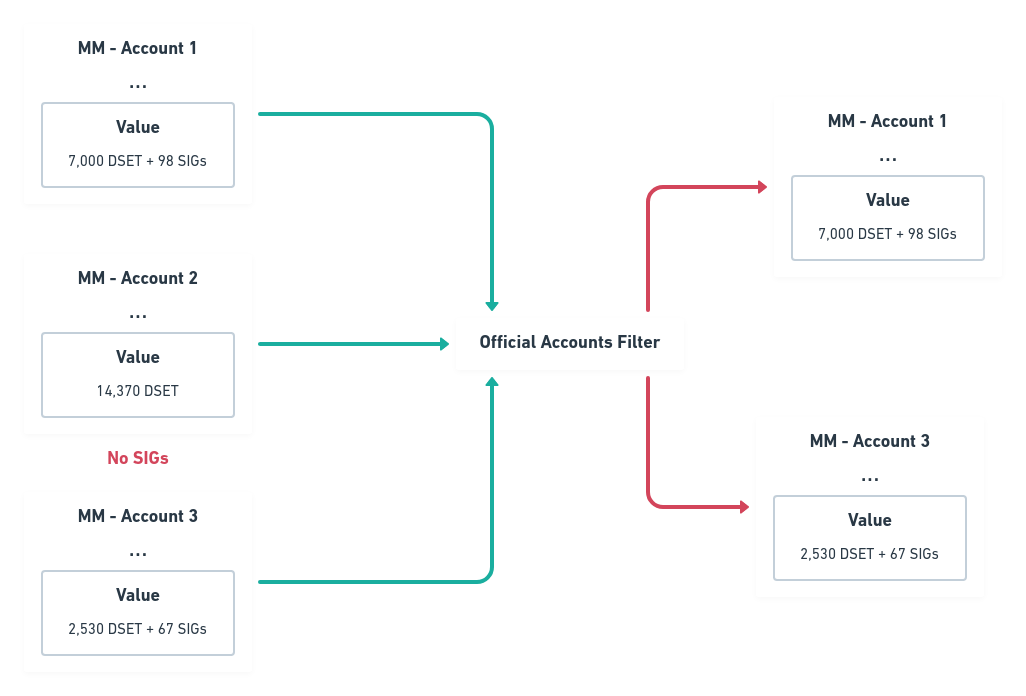 MM - Account 1
...
Value
7,000 DSET + 98 SIGs
MM - Account 2
...
Value
14,370 DSET
No SIGs
MM - Account 3
...
Value
2,530 DSET + 67 SIGs
Official Accounts Filter
MM - Account 1
...
Value
7,000 DSET + 98 SIGs
MM - Account 3
...
Value
2,530 DSET + 67 SIGs